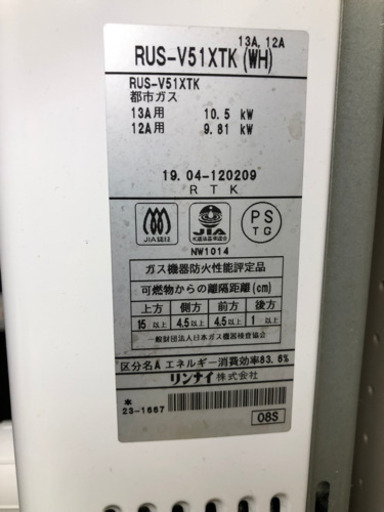 13A, 12A
RUS-V51XTK (WH)
RUS-V51XTK
都市ガス
13A用 10.5 kW
12A用 9.81 kW
19.04-120209
RTK
JIA認証
JIA
PS
TG
NW1014
ガス機器防火性能評定品
可燃物からの離隔距離(cm)
上方 側方 前方 後方
15 以上 4.5 以上 4.5 以上 1 以上
一般財団法人日本ガス機器検査協会
区分名A エネルギー消費効率83.6%
リンナイ株式会社
23-1667
08S